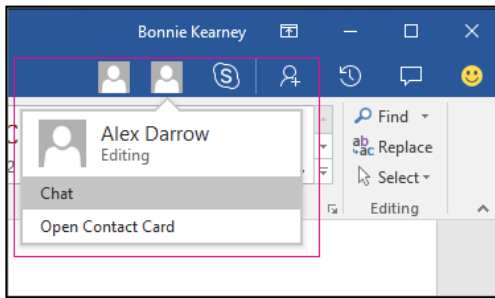 Bonnie Kearney
Alex Darrow
Editing
Chat
Open Contact Card
Find
Replace
Select
Editing